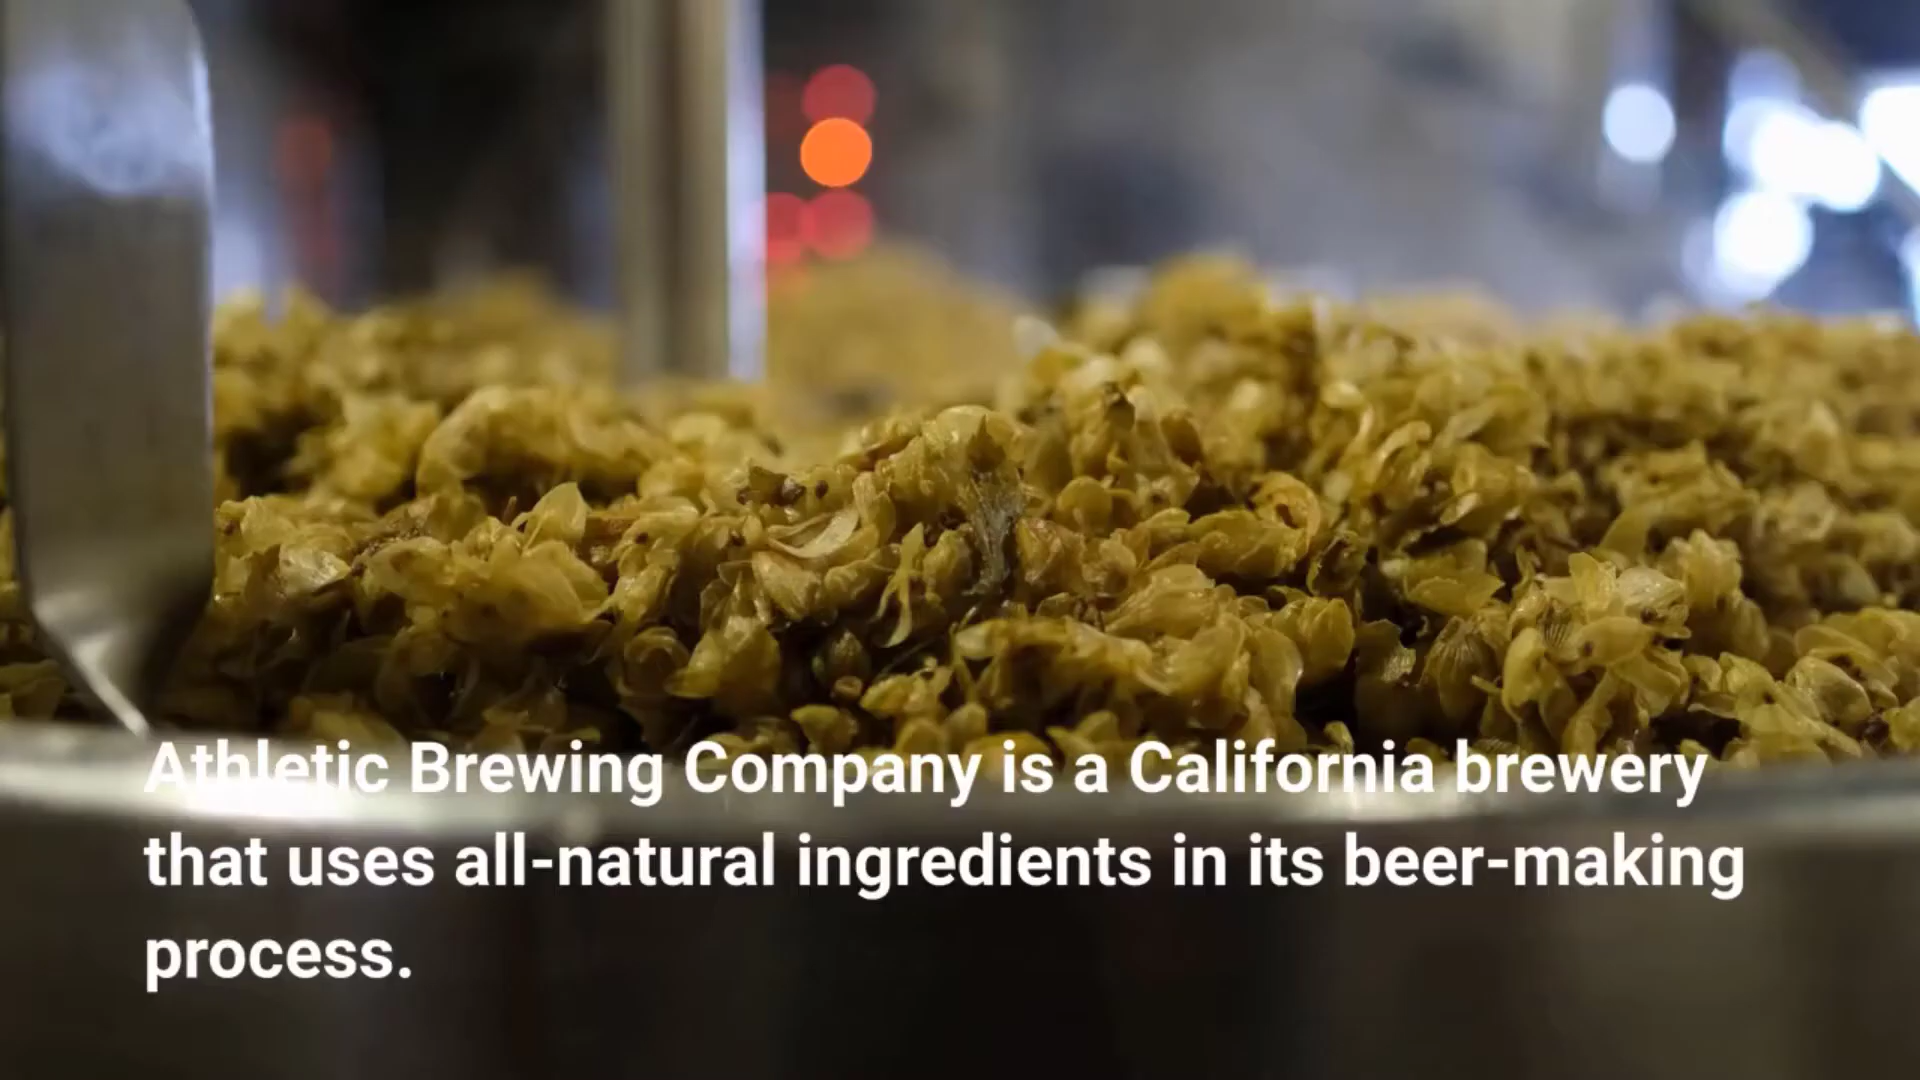 Athletic Brewing Company is a California brewery
that uses all-natural ingredients in its beer-making
process.